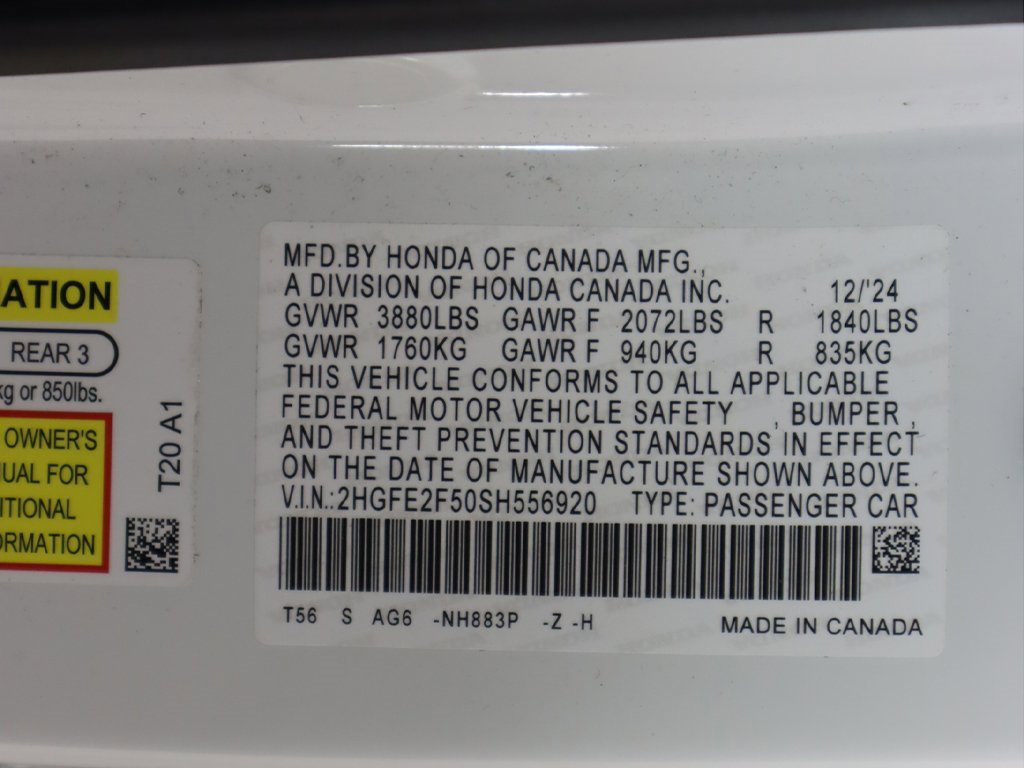 ATION
REAR 3
kg or 850lbs.
OWNER'S
UAL FOR
ITIONAL
ORMATION
T20 A1
MFD.BY HONDA OF CANADA MFG.,
A DIVISION OF HONDA CANADA INC. 12/'24
GVWR 3880LBS GAWR F 2072LBS R 1840LBS
GVWR 1760KG GAWR F 940KG R 835KG
THIS VEHICLE CONFORMS TO ALL APPLICABLE
FEDERAL MOTOR VEHICLE SAFETY , BUMPER ,
AND THEFT PREVENTION STANDARDS IN EFFECT
ON THE DATE OF MANUFACTURE SHOWN ABOVE.
V.I.N.:2HGFE2F50SH556920 TYPE: PASSENGER CAR
T56 S AG6 -NH883P -Z -H
MADE IN CANADA